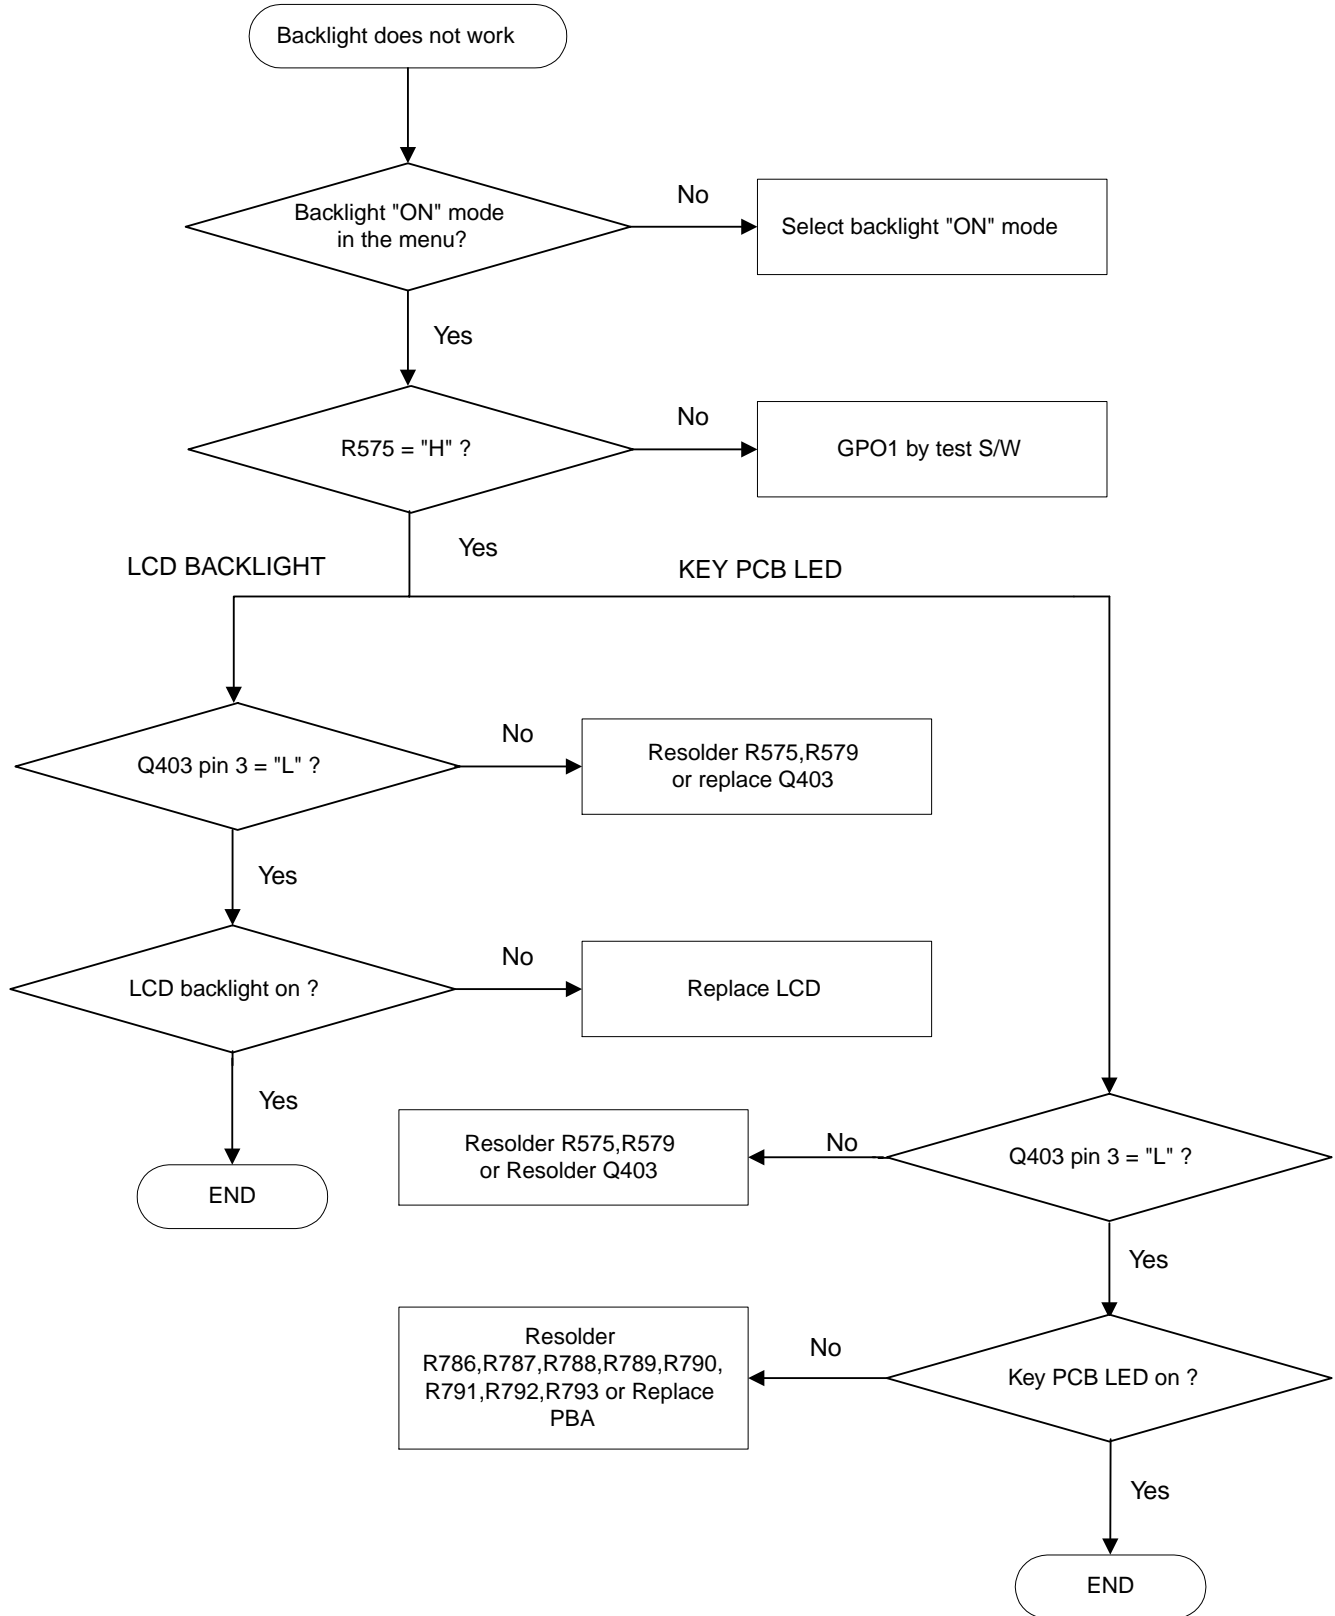 Backlight does not work
Backlight "ON" mode
in the menu?
No
Select backlight "ON" mode
Yes
R575 = "H" ?
No
GPO1 by test S/W
Yes
LCD BACKLIGHT
KEY PCB LED
Q403 pin 3 = "L" ?
No
Resolder R575,R579
or replace Q403
Yes
LCD backlight on ?
No
Replace LCD
Yes
END
Q403 pin 3 = "L" ?
No
Resolder R575,R579
or Resolder Q403
Yes
Key PCB LED on ?
No
Resolder
R786,R787,R788,R789,R790,
R791,R792,R793 or Replace
PBA
Yes
END